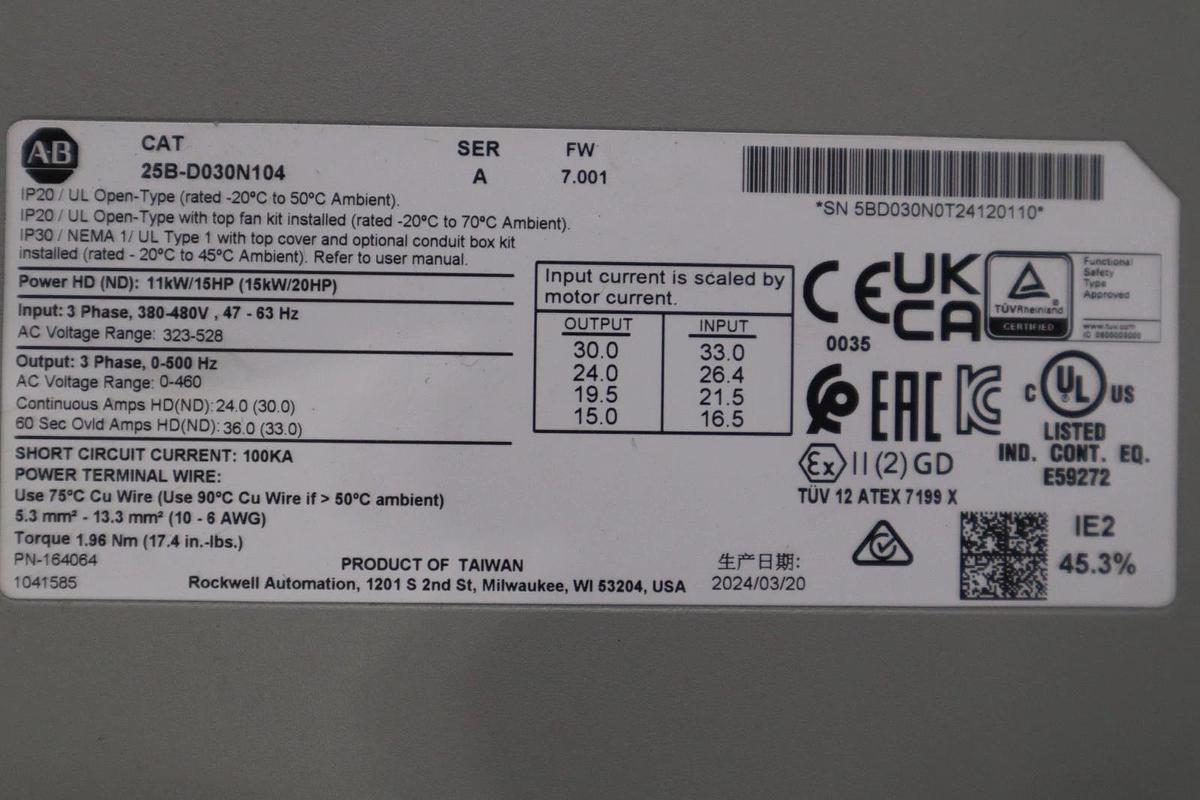 A-B
CAT
25B-D030N104
SER
A
FW
7.001
*SN 5BD030N0T24120110*
IP20 / UL Open-Type (rated -20°C to 50°C Ambient).
IP20 / UL Open-Type with top fan kit installed (rated -20°C to 70°C Ambient).
IP30 / NEMA 1/ UL Type 1 with top cover and optional conduit box kit
installed (rated - 20°C to 45°C Ambient). Refer to user manual.
Power HD (ND): 11kW/15HP (15kW/20HP)
Input: 3 Phase, 380-480V , 47 - 63 Hz
AC Voltage Range: 323-528
Output: 3 Phase, 0-500 Hz
AC Voltage Range: 0-460
Continuous Amps HD(ND): 24.0 (30.0)
60 Sec Ovld Amps HD(ND): 36.0 (33.0)
SHORT CIRCUIT CURRENT: 100KA
POWER TERMINAL WIRE:
Use 75°C Cu Wire (Use 90°C Cu Wire if > 50°C ambient)
5.3 mm² - 13.3 mm² (10 - 6 AWG)
Torque 1.96 Nm (17.4 in.-lbs.)
PN-164064
1041585
Input current is scaled by
motor current.
OUTPUT INPUT
30.0 33.0
24.0 26.4
19.5 21.5
15.0 16.5
CE
0035
UK
CA
TÜVRheinland
CERTIFIED
Functional
Safety
Type
Approved
www.tuv.com
EAC
KC
C UL US
LISTED
IND. CONT. EQ.
E59272
Ex II (2) GD
TÜV 12 ATEX 7199 X
PRODUCT OF TAIWAN
Rockwell Automation, 1201 S 2nd St, Milwaukee, WI 53204, USA
生产日期:
2024/03/20
IE2
45.3%